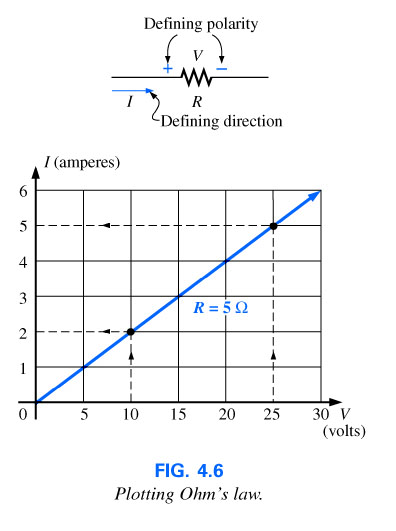 Defining polarity
V
+ −
I R
Defining direction
I (amperes)
6
5
4
3
R = 5 Ω
2
1
0 5 10 15 20 25 30 V
(volts)
FIG. 4.6
Plotting Ohm's law.